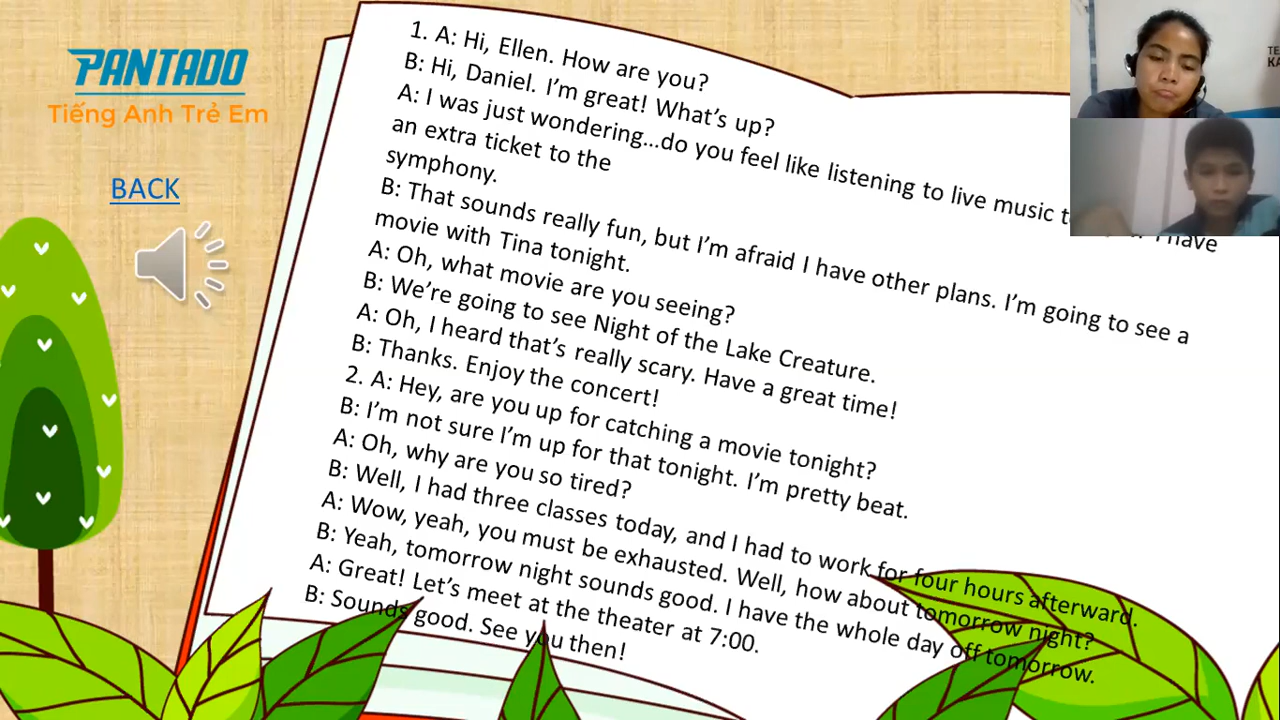 PANTADO
Tiếng Anh Trẻ Em
BACK
1. A: Hi, Ellen. How are you?
B: Hi, Daniel. I'm great! What's up?
A: I was just wondering...do you feel like listening to live music I have
an extra ticket to the
symphony.
B: That sounds really fun, but I'm afraid I have other plans. I'm going to see a
movie with Tina tonight.
A: Oh, what movie are you seeing?
B: We're going to see Night of the Lake Creature.
A: Oh, I heard that's really scary. Have a great time!
B: Thanks. Enjoy the concert!
2. A: Hey, are you up for catching a movie tonight?
B: I'm not sure I'm up for that tonight. I'm pretty beat.
A: Oh, why are you so tired?
B: Well, I had three classes today, and I had to work for four hours afterward.
A: Wow, yeah, you must be exhausted. Well, how about tomorrow night?
B: Yeah, tomorrow night sounds good. I have the whole day off tomorrow.
A: Great! Let's meet at the theater at 7:00.
B: Sounds good. See you then!